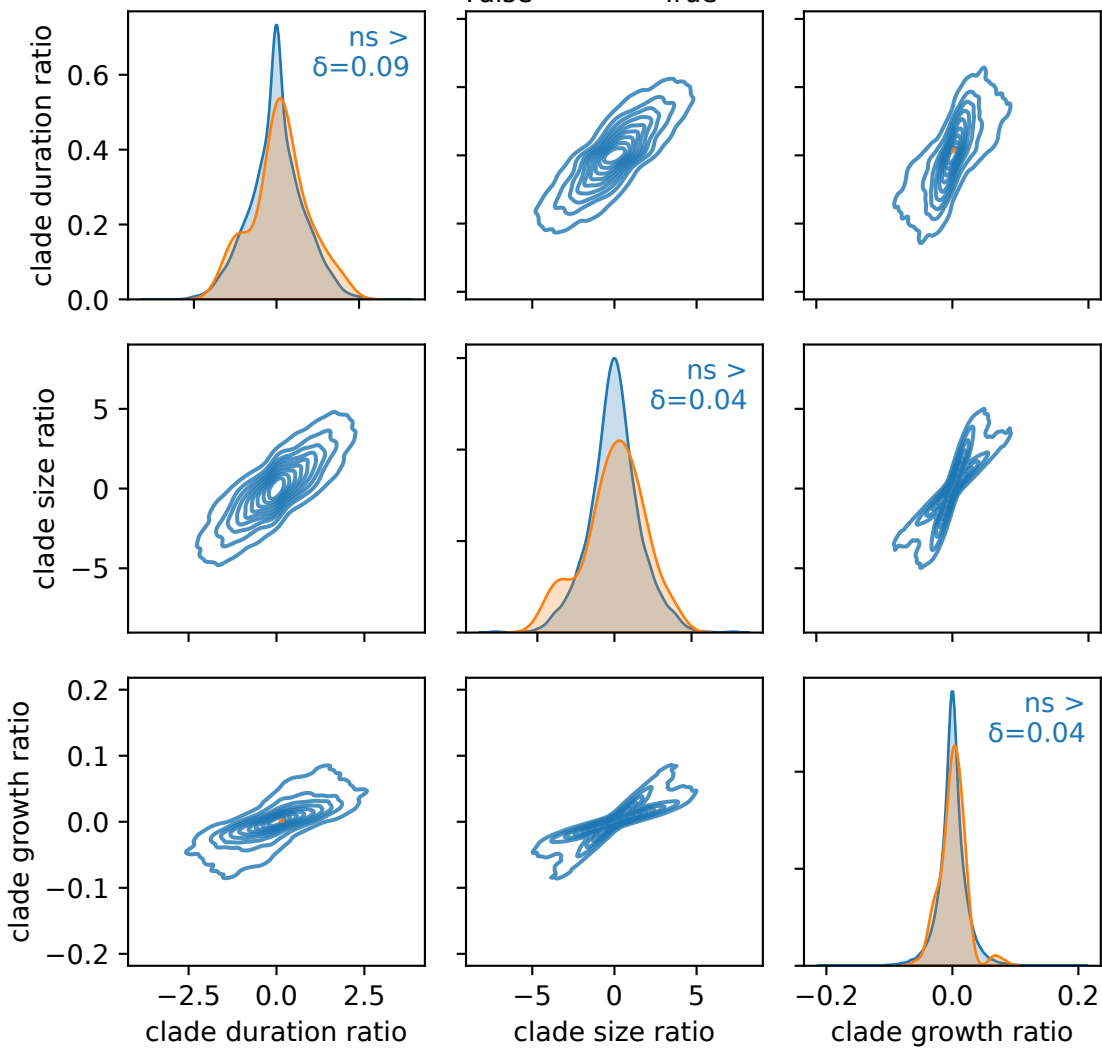 clade duration ratio
0.6
0.4
0.2
0.0
ns >
δ=0.09
clade size ratio
5
0
−5
ns >
δ=0.04
clade growth ratio
0.2
0.1
0.0
−0.1
−0.2
ns >
δ=0.04
−2.5 0.0 2.5
clade duration ratio
−5 0 5
clade size ratio
−0.2 0.0 0.2
clade growth ratio